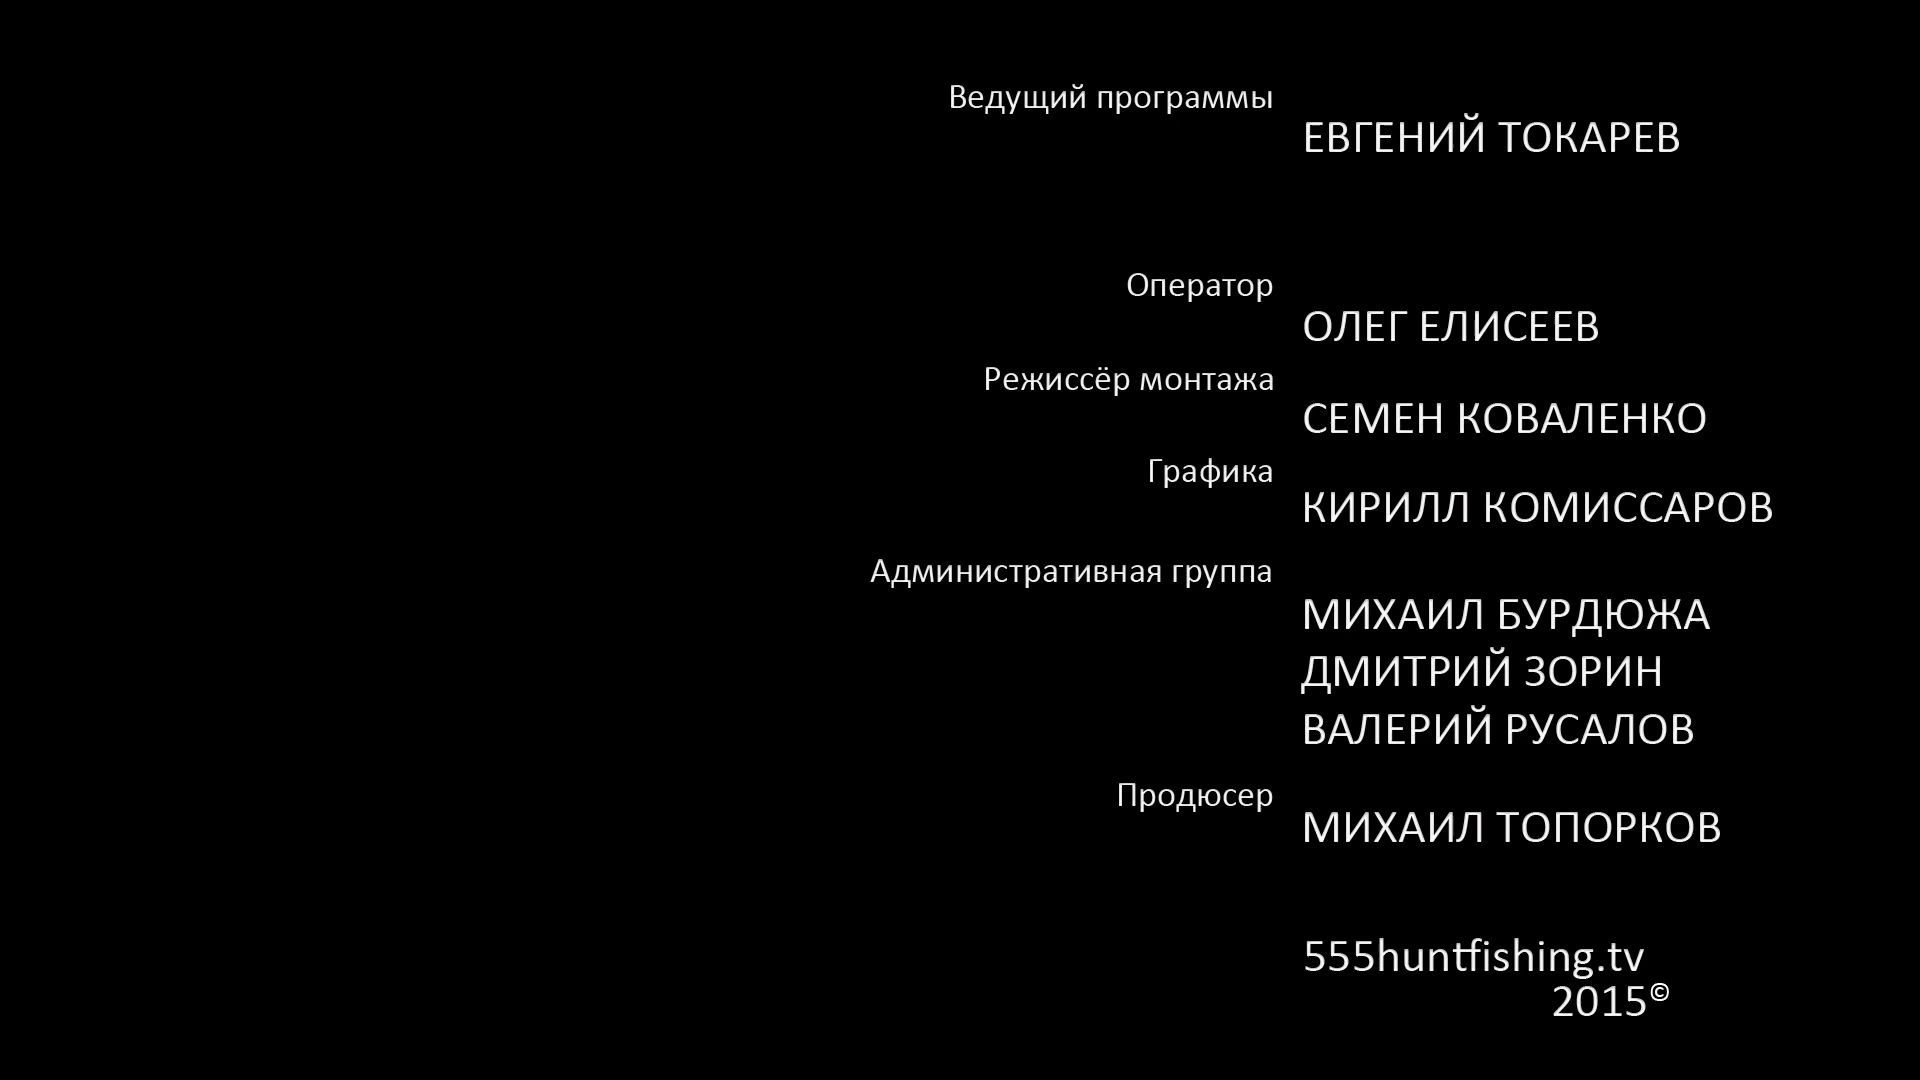 Ведущий программы
ЕВГЕНИЙ ТОКАРЕВ
Оператор
ОЛЕГ ЕЛИСЕЕВ
Режиссёр монтажа
СЕМЕН КОВАЛЕНКО
Графика
КИРИЛЛ КОМИССАРОВ
Административная группа
МИХАИЛ БУРДЮЖА
ДМИТРИЙ ЗОРИН
ВАЛЕРИЙ РУСАЛОВ
Продюсер
МИХАИЛ ТОПОРКОВ
555huntfishing.tv
2015©